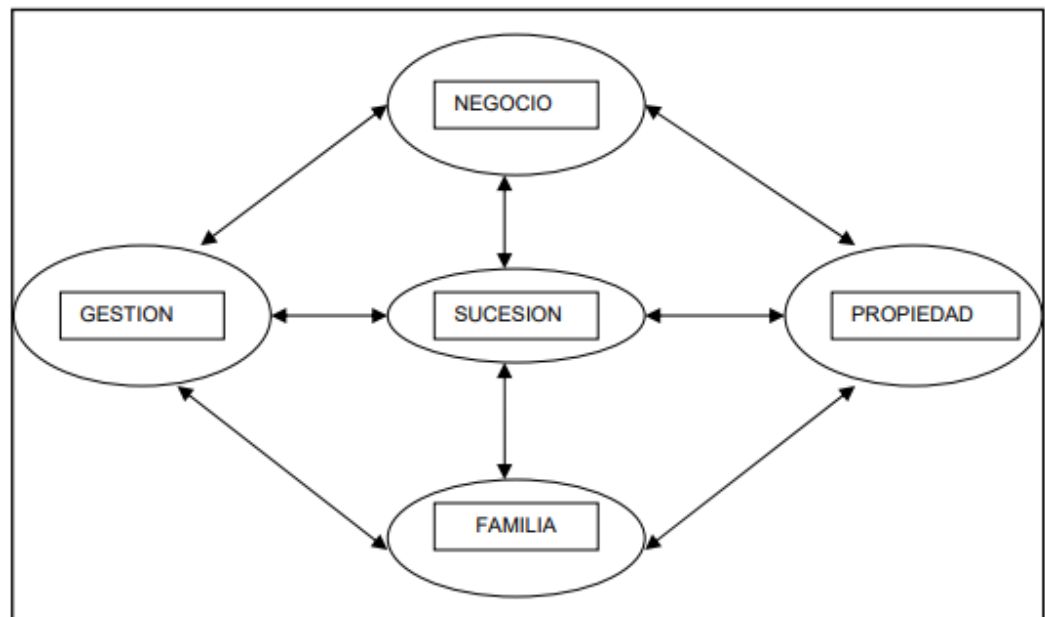 NEGOCIO
GESTION
SUCESION
PROPIEDAD
FAMILIA